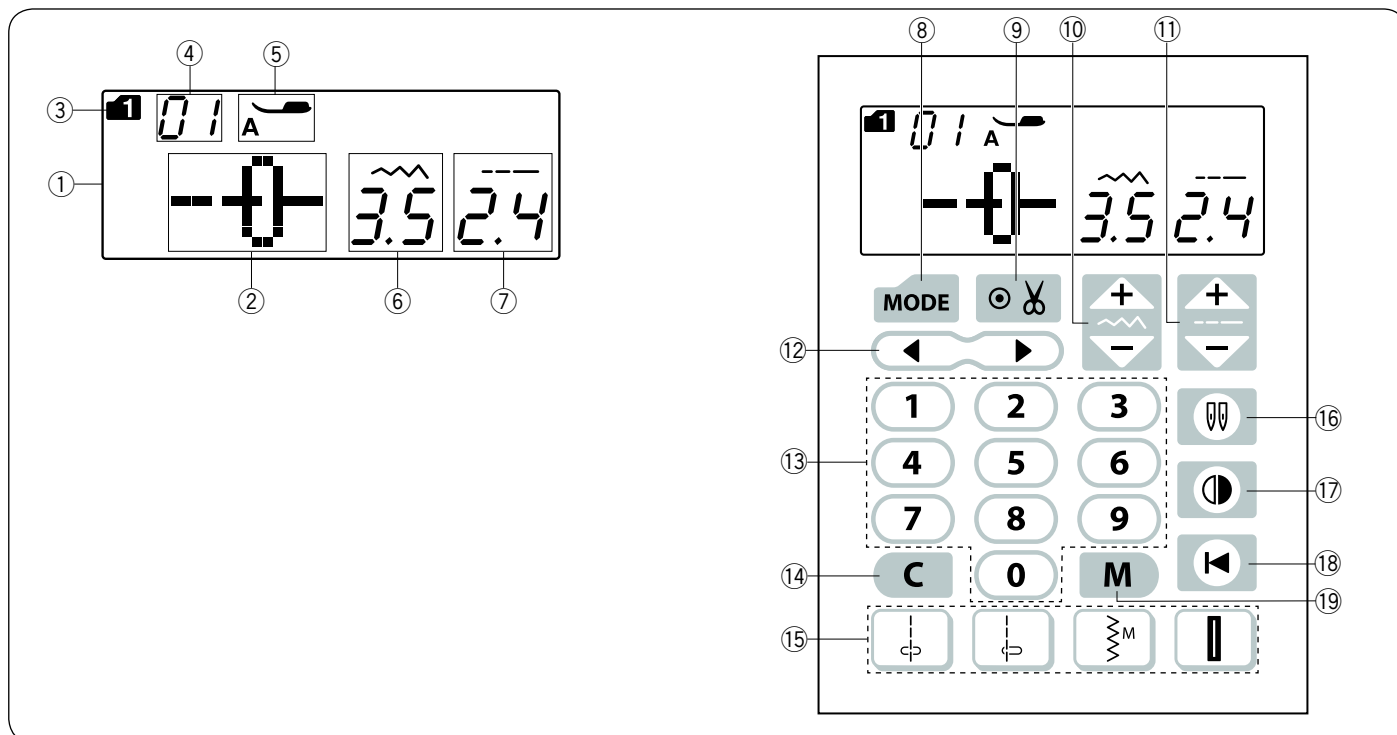 ④ ⑤
③ 1 01 A
①
3.5 2.4
② ⑥ ⑦
⑧ ⑨ ⑩ ⑪
1 01 A
3.5 2.4
MODE + +
⑫ − −
1 2 3
⑯
⑬ 4 5 6
⑰
7 8 9
⑭ C 0 M ⑱
⑲
⑮ M